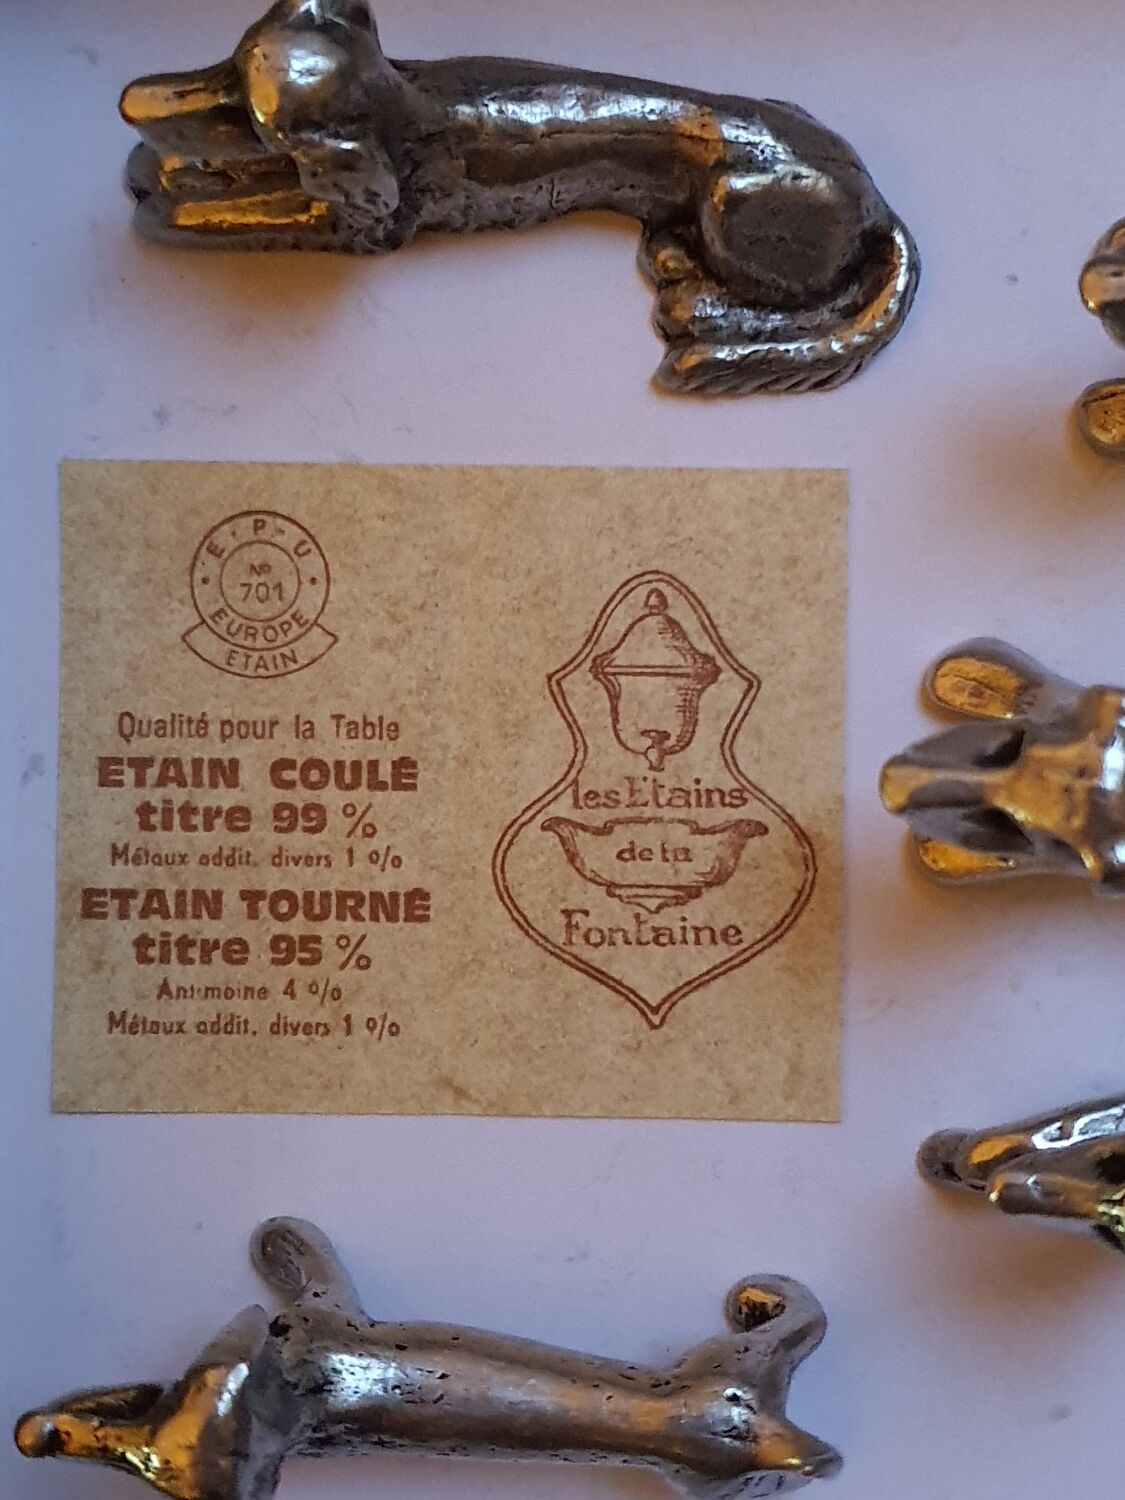 E·P·U
Nº
701
EUROPE
ETAIN
Qualité pour la Table
ETAIN COULÉ
titre 99 %
Métaux addit. divers 1 %
ETAIN TOURNÉ
titre 95 %
Antimoine 4 %
Métaux addit. divers 1 %
les Etains
de la
Fontaine